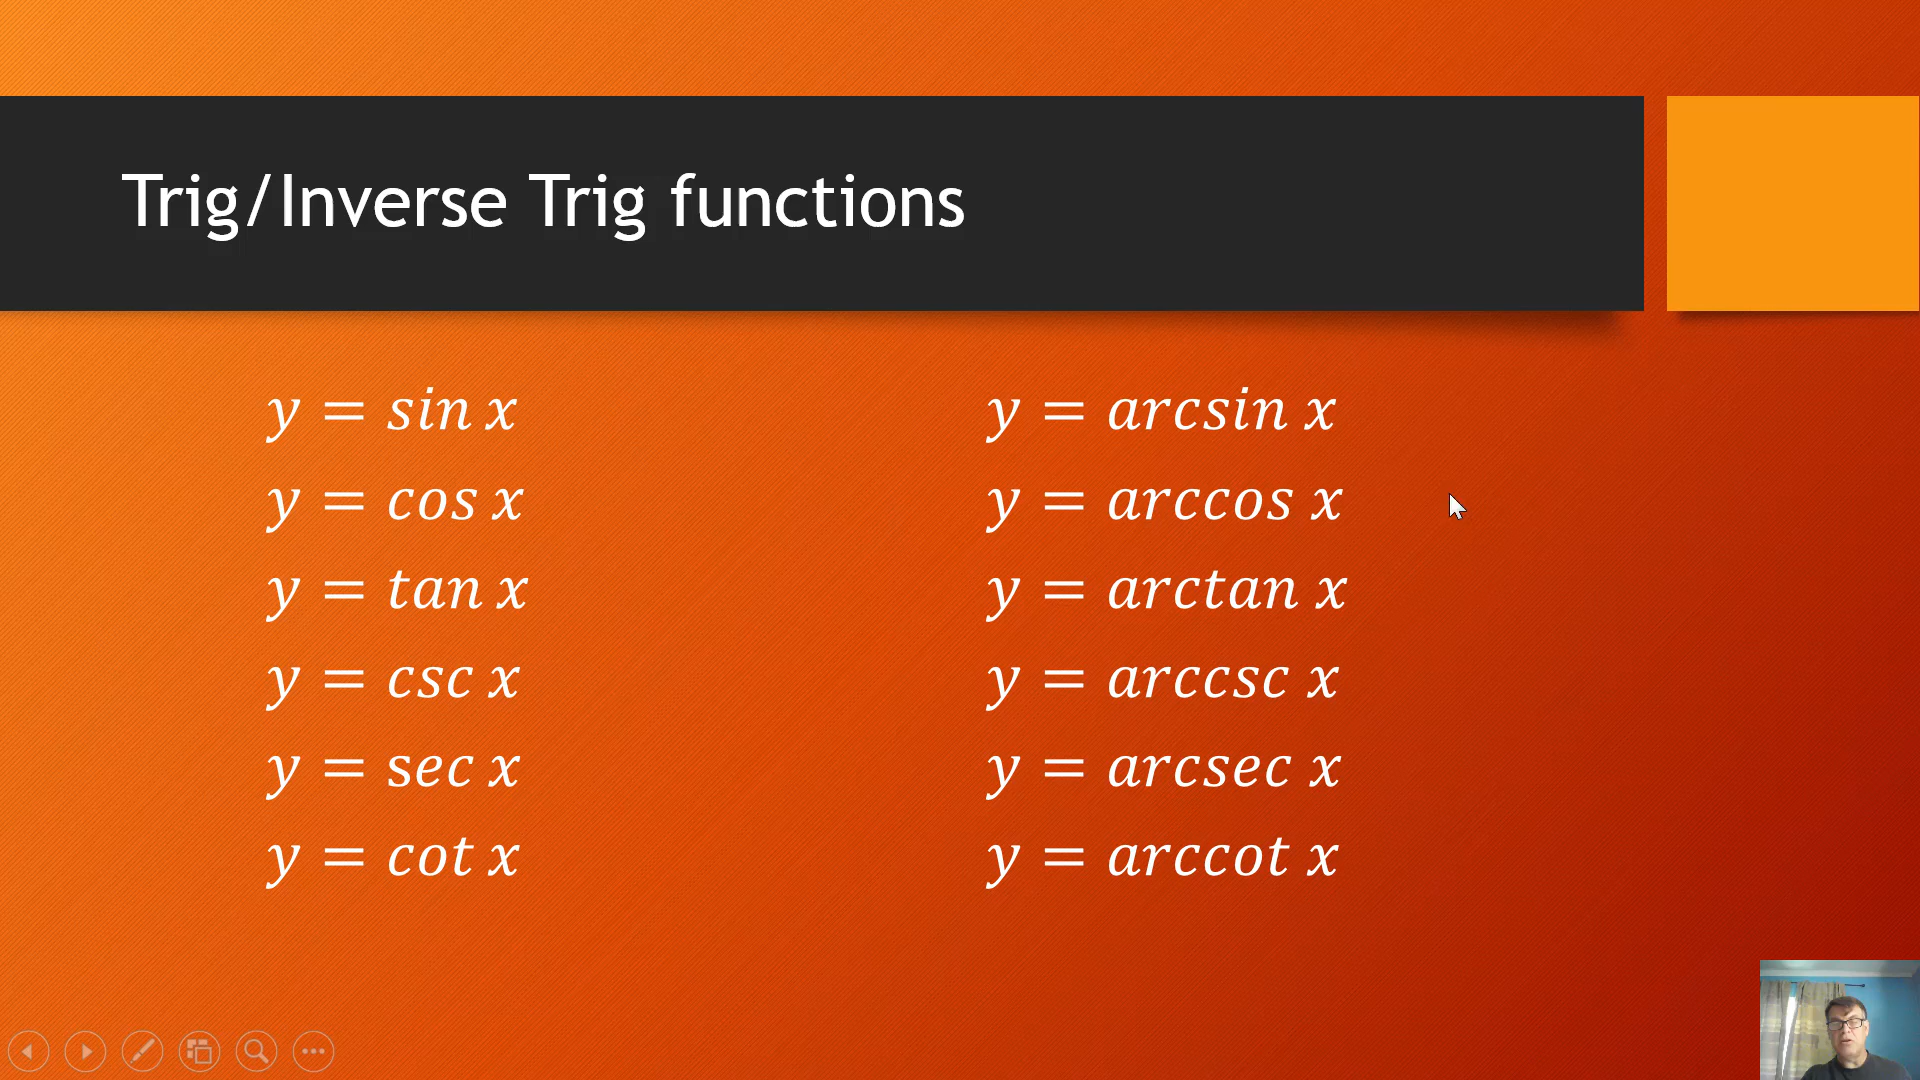 Trig/Inverse Trig functions
y = sin x
y = cos x
y = tan x
y = csc x
y = sec x
y = cot x
y = arcsin x
y = arccos x
y = arctan x
y = arccsc x
y = arcsec x
y = arccot x